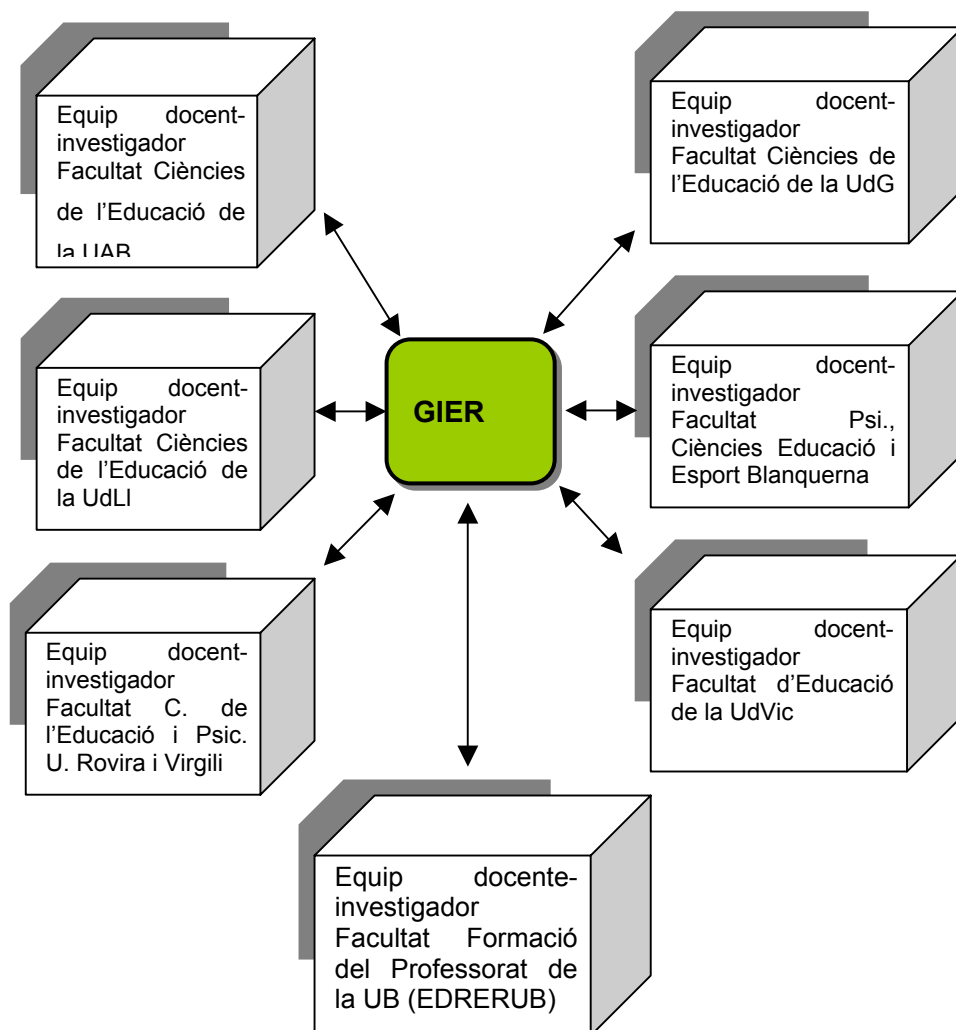 Equip docent-
investigador
Facultat Ciències
de l'Educació de
la UAB
Equip docent-
investigador
Facultat Ciències de
l'Educació de la UdG
Equip docent-
investigador
Facultat Ciències
de l'Educació de
la UdLl
GIER
Equip docent-
investigador
Facultat Psi.,
Ciències Educació i
Esport Blanquerna
Equip docent-
investigador
Facultat C. de
l'Educació i Psic.
U. Rovira i Virgili
Equip docent-
investigador
Facultat d'Educació
de la UdVic
Equip docente-
investigador
Facultat Formació
del Professorat de
la UB (EDRERUB)